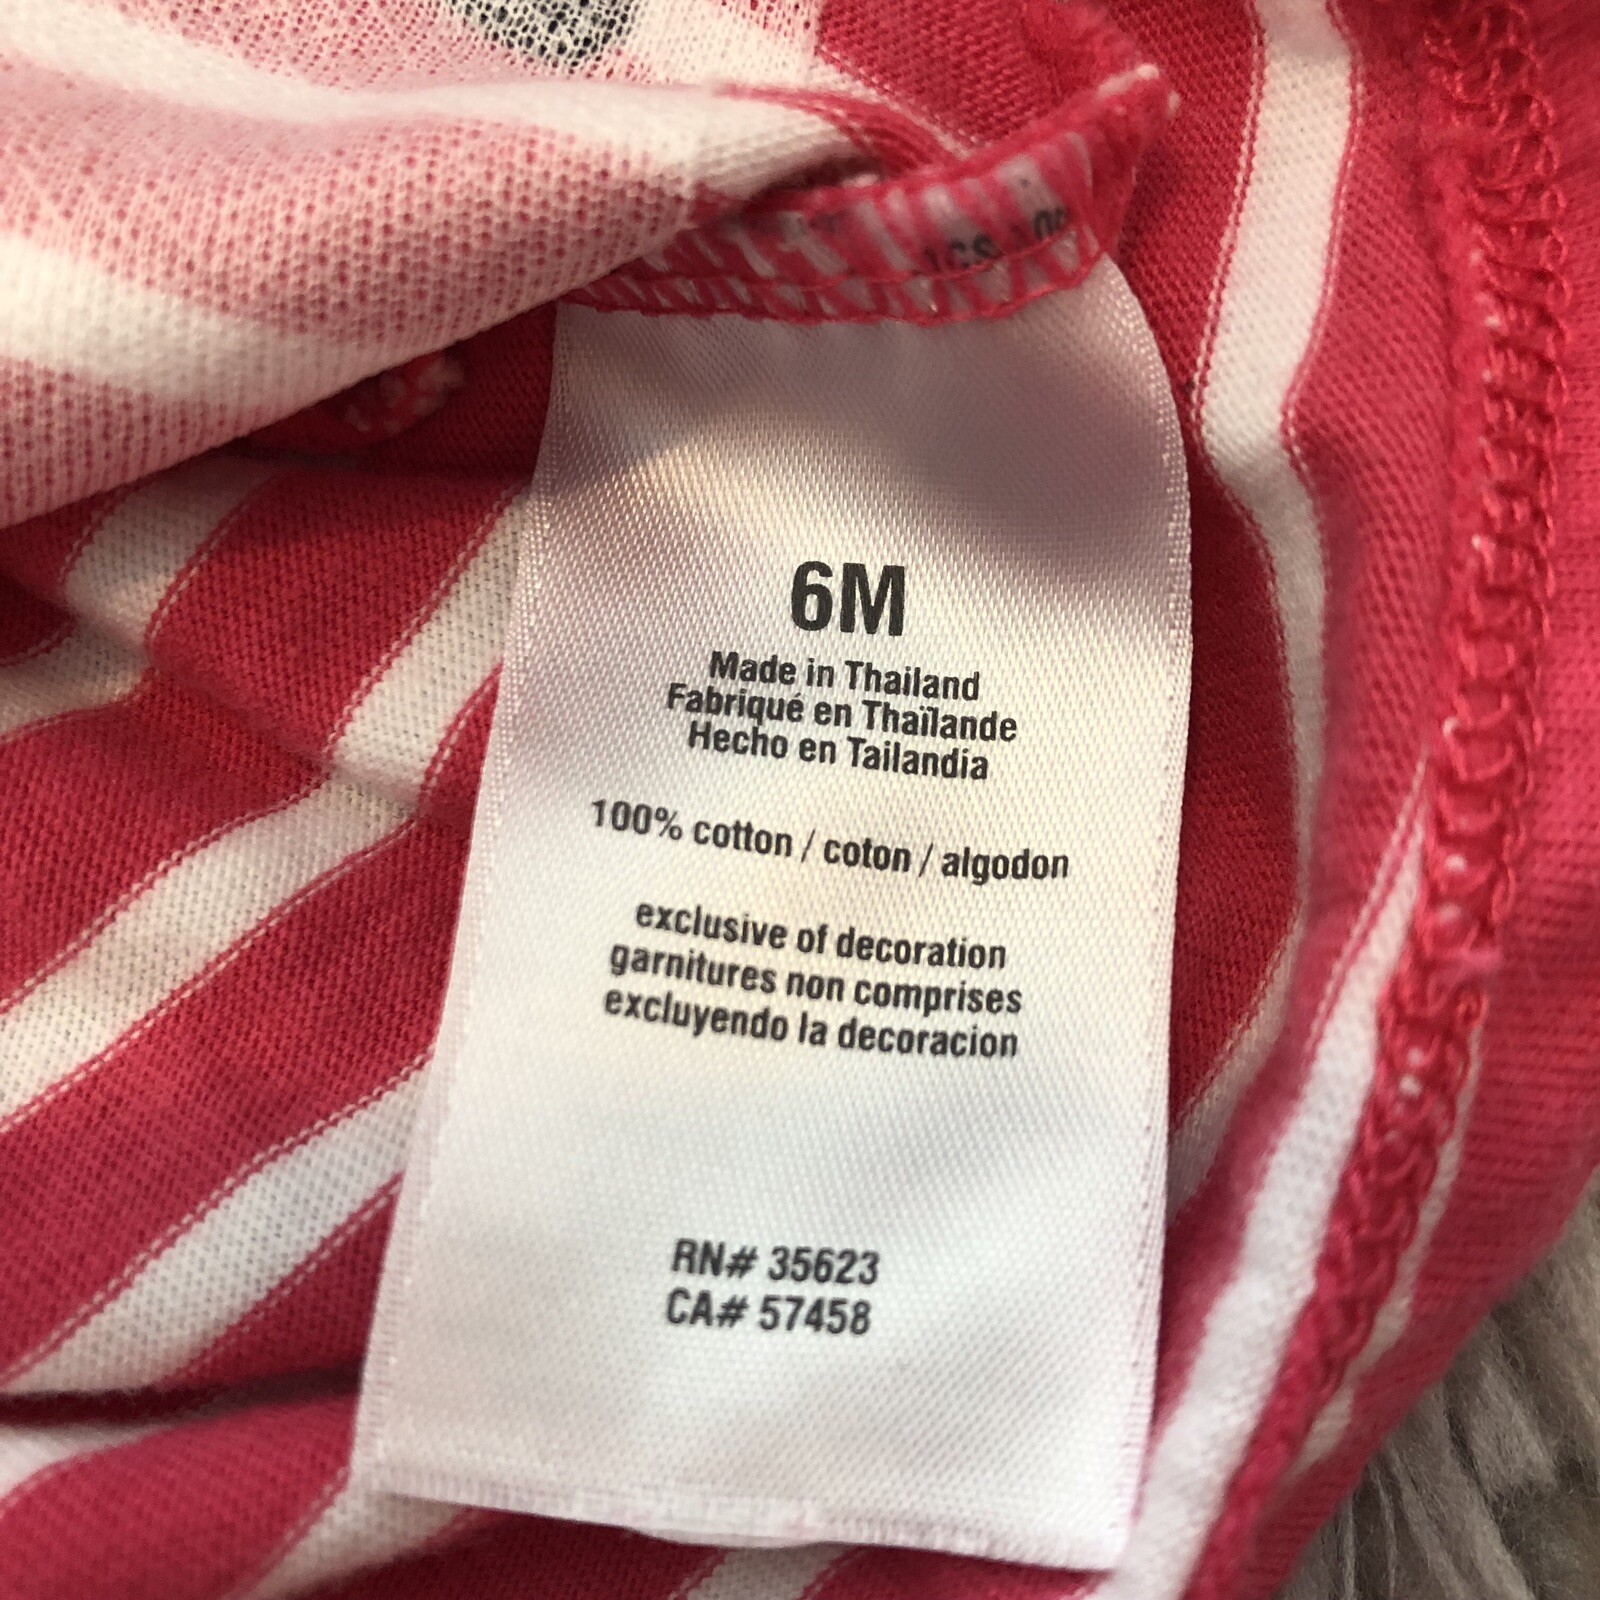 6M
Made in Thailand
Fabriqué en Thaïlande
Hecho en Tailandia
100% cotton / coton / algodon
exclusive of decoration
garnitures non comprises
excluyendo la decoracion
RN# 35623
CA# 57458